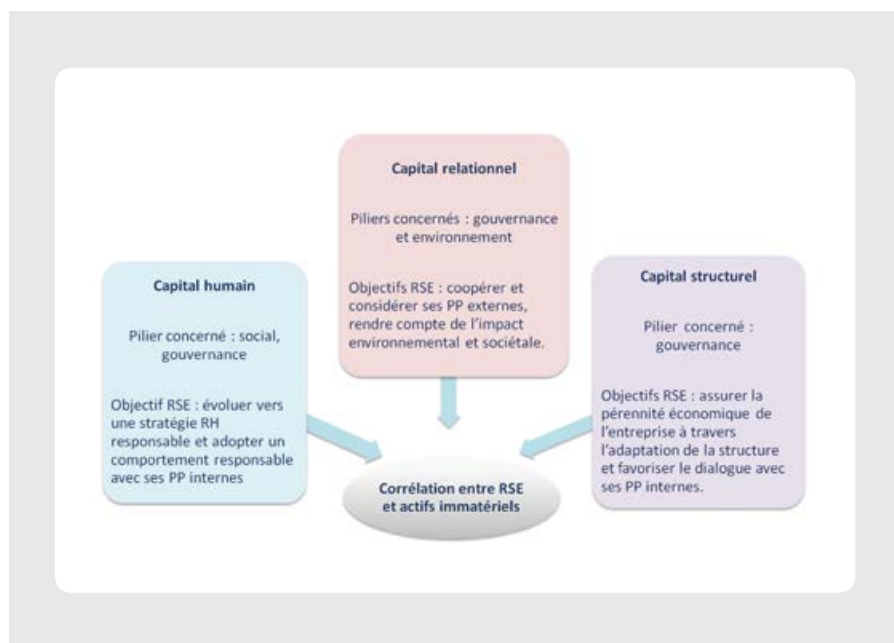 Capital relationnel
Piliers concernés : gouvernance
et environnement
Objectifs RSE : coopérer et
considérer ses PP externes,
rendre compte de l'impact
environnemental et sociétale.
Capital humain
Pilier concerné : social,
gouvernance
Objectif RSE : évoluer vers
une stratégie RH
responsable et adopter un
comportement responsable
avec ses PP internes
Capital structurel
Pilier concerné :
gouvernance
Objectifs RSE : assurer la
pérennité économique de
l'entreprise à travers
l'adaptation de la structure
et favoriser le dialogue avec
ses PP internes.
Corrélation entre RSE
et actifs immatériels